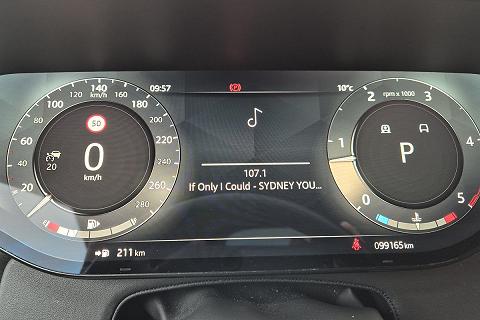 09:57
10°c
140
120 km/h 160
100 180
80 200
60 220
40 240
20 260
280
50
0
km/h
20
107.1
If Only I Could - SYDNEY YOU...
211 km
rpm x 1000
0 1 2 3 4 5
P
099165 km